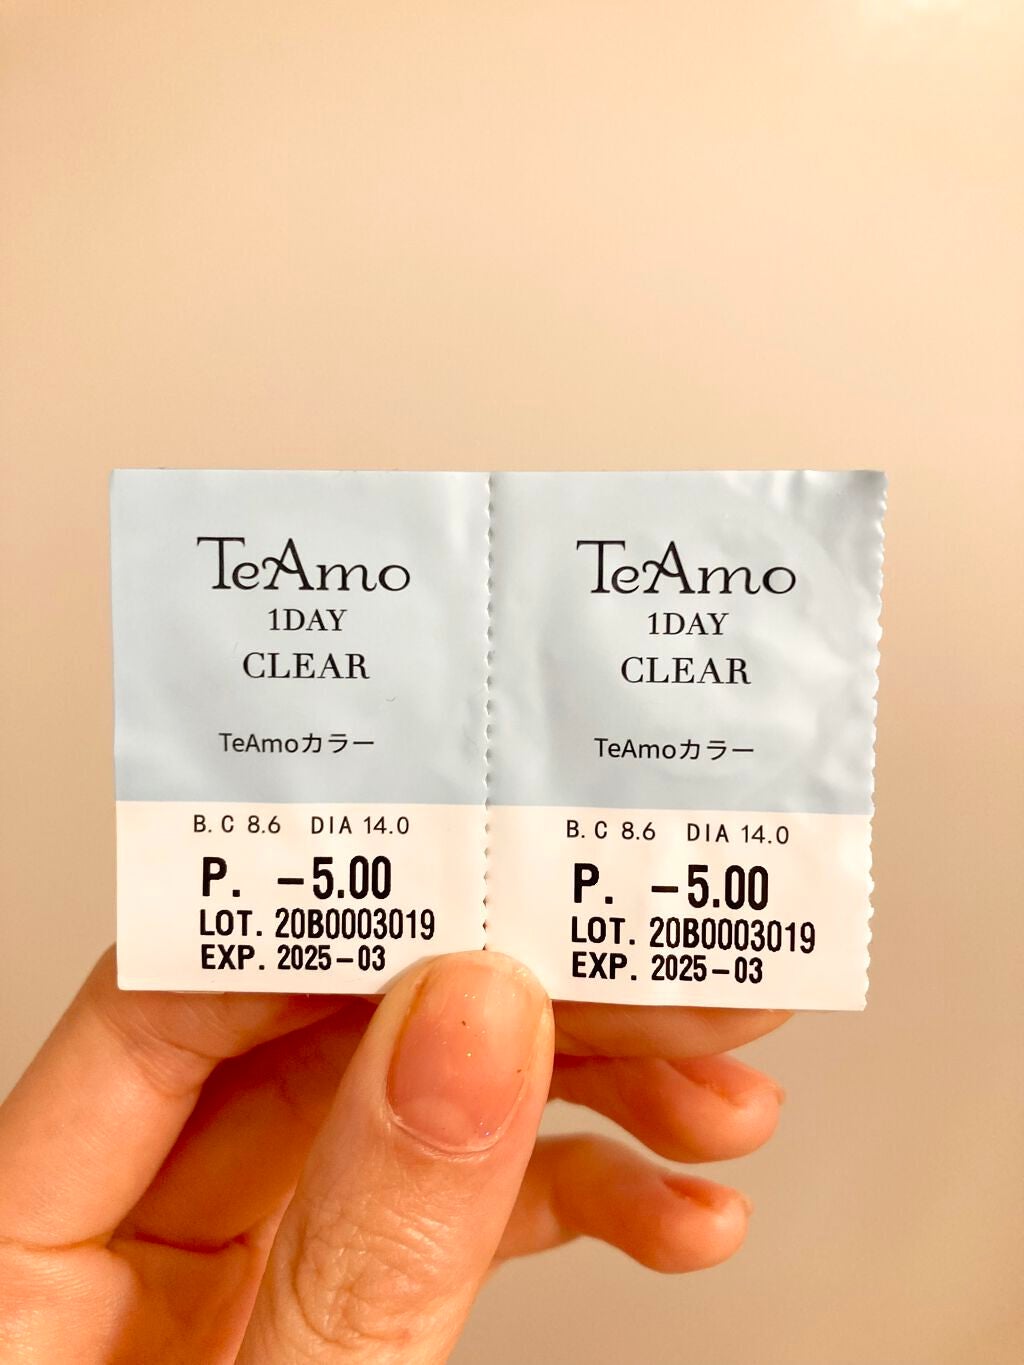 TeAmo
1DAY
CLEAR
TeAmoカラー
B.C 8.6 DIA 14.0
P. −5.00
LOT. 20B0003019
EXP. 2025−03
TeAmo
1DAY
CLEAR
TeAmoカラー
B.C 8.6 DIA 14.0
P. −5.00
LOT. 20B0003019
EXP. 2025−03